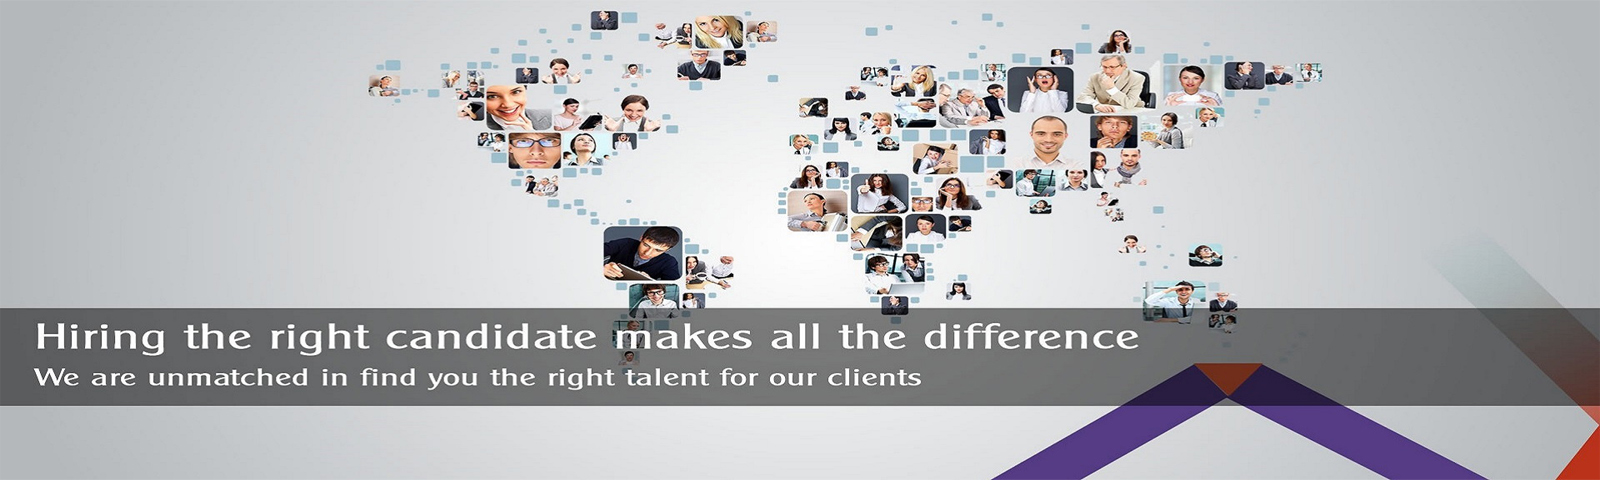 Hiring the right candidate makes all the difference
We are unmatched in find you the right talent for our clients